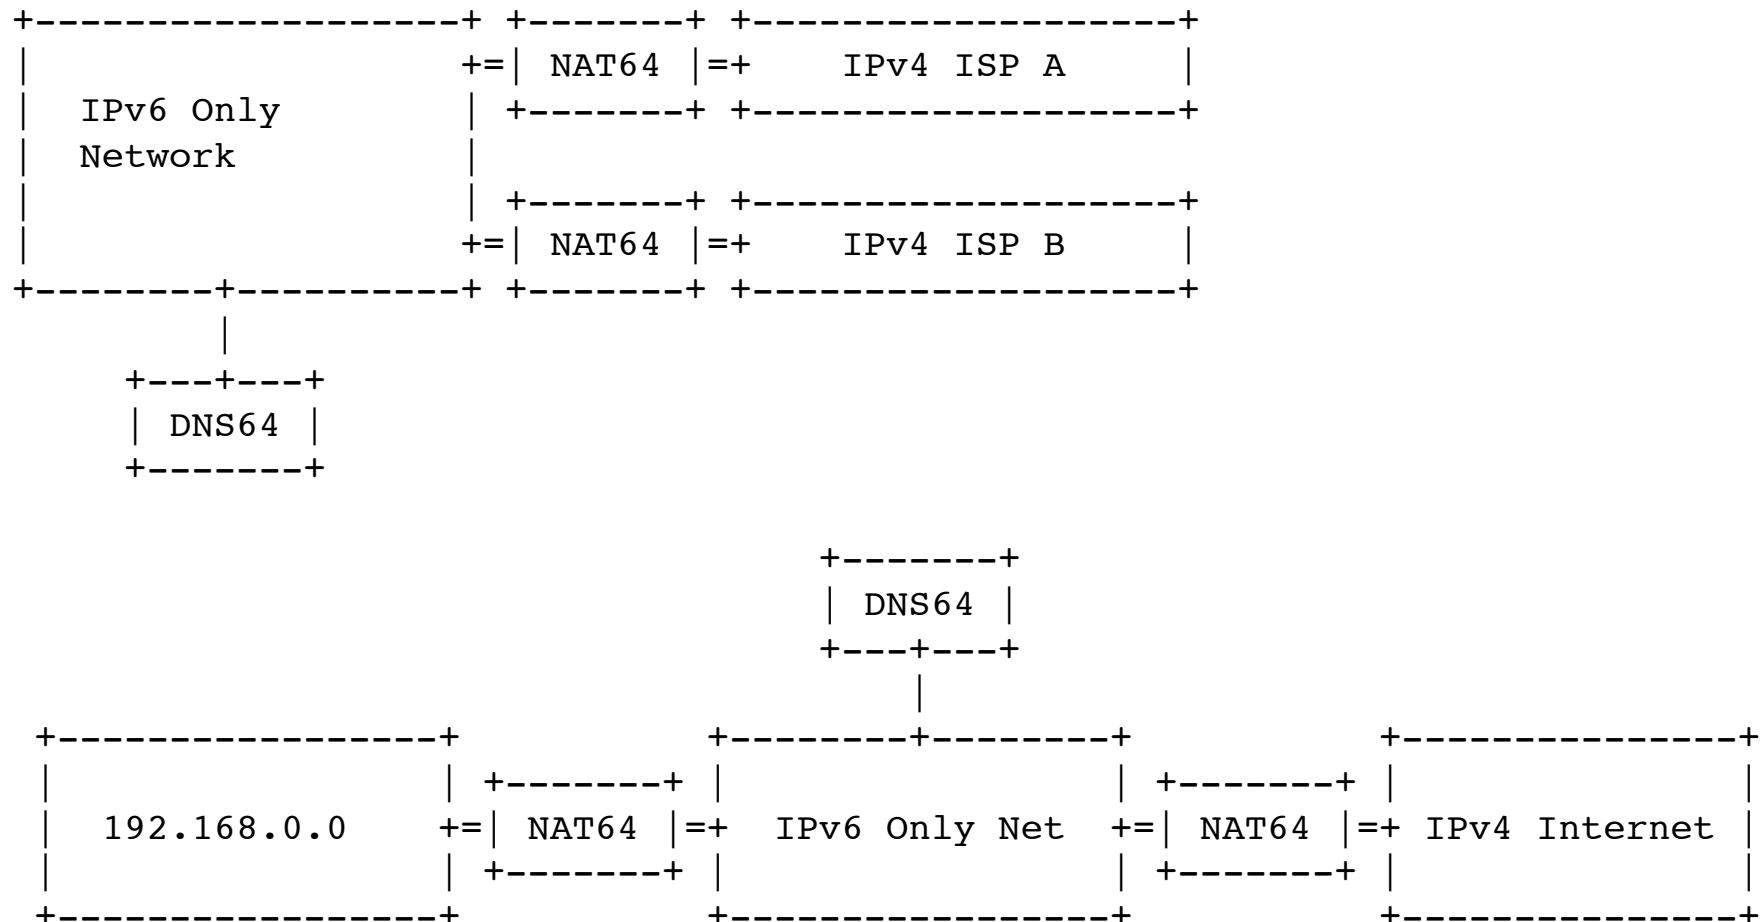 +-------------------+ +-------+ +-------------------+
|                   +=| NAT64 |=+    IPv4 ISP A     |
|  IPv6 Only        | +-------+ +-------------------+
|  Network          |
|                   | +-------+ +-------------------+
|                   +=| NAT64 |=+    IPv4 ISP B     |
+--------+----------+ +-------+ +-------------------+
         |
     +---+---+
     | DNS64 |
     +-------+
                                   +-------+
                                   | DNS64 |
                                   +---+---+
                                       |
 +-----------------+           +--------+--------+           +---------------+
 |                 | +-------+ |                 | +-------+ |               |
 |  192.168.0.0    +=| NAT64 |=+  IPv6 Only Net  +=| NAT64 |=+ IPv4 Internet |
 |                 | +-------+ |                 | +-------+ |               |
 +-----------------+           +-----------------+           +---------------+